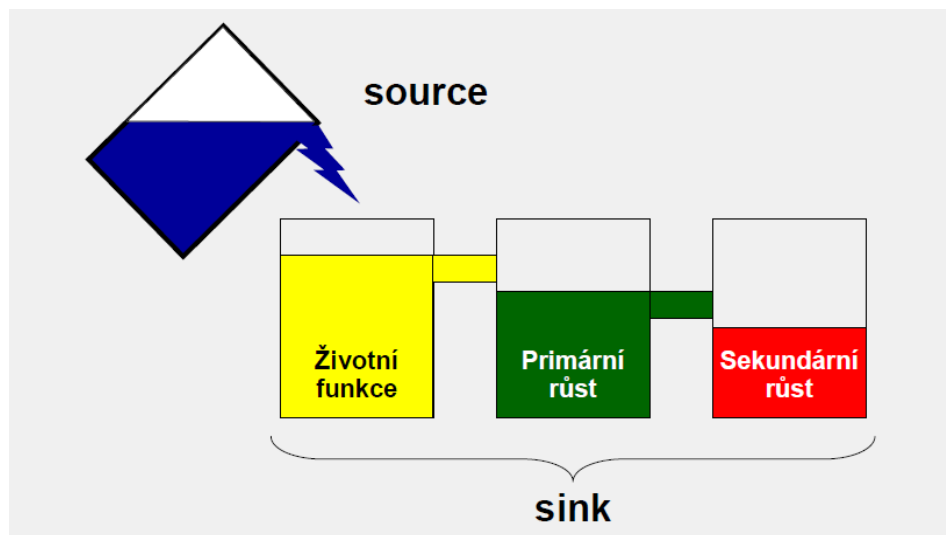 source
Životní
funkce
Primární
růst
Sekundární
růst
sink